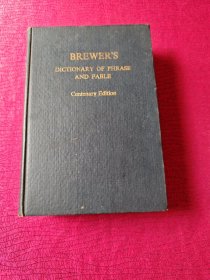 BREWER'S
DICTIONARY OF PHRASE
AND FABLE
Centenary Edition